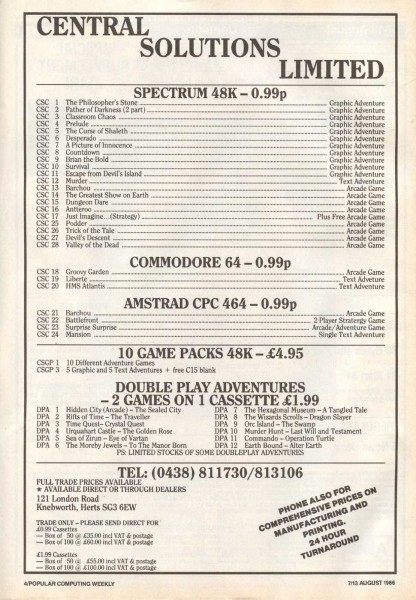 CENTRAL
SOLUTIONS
LIMITED
SPECTRUM 48K – 0.99p
CSC 1 The Philosopher's Stone Graphic Adventure
CSC 2 Father of Darkness (2 part) Graphic Adventure
CSC 3 Classroom Chaos Graphic Adventure
CSC 4 Prelude Graphic Adventure
CSC 5 The Curse of Shaleth Graphic Adventure
CSC 6 Desperado Graphic Adventure
CSC 7 A Picture of Innocence Graphic Adventure
CSC 8 Countdown Graphic Adventure
CSC 9 Brian the Bold Graphic Adventure
CSC 10 Survival Graphic Adventure
CSC 11 Escape from Devil's Island Graphic Adventure
CSC 12 Murder Text Adventure
CSC 13 Barchou Arcade Game
CSC 14 The Greatest Show on Earth Arcade Game
CSC 15 Dungeon Dare Arcade Game
CSC 16 Antteroo Arcade Game
CSC 17 Just Imagine...(Strategy) Plus Free Arcade Game
CSC 25 Podder Arcade Game
CSC 26 Trick of the Tale Arcade Game
CSC 27 Devil's Descent Arcade Game
CSC 28 Valley of the Dead Arcade Game
COMMODORE 64 – 0.99p
CSC 18 Groovy Garden Arcade Game
CSC 19 Liberte Text Adveture
CSC 20 HMS Atlantis Text Adventure
AMSTRAD CPC 464 – 0.99p
CSC 21 Barchou Arcade Game
CSC 22 Battlefront 2 Player Stratergy Game
CSC 23 Surprise Surprise Arcade/Adventure Game
CSC 24 Mansion Single Text Adventure
10 GAME PACKS 48K – £4.95
CSGP 1 10 Different Adventure Games
CSGP 3 5 Graphic and 5 Text Adventures + free C15 blank
DOUBLE PLAY ADVENTURES
– 2 GAMES ON 1 CASSETTE £1.99
DPA 1 Hidden City (Arcade) – The Sealed City
DPA 2 Rifts of Time – The Traveller
DPA 3 Time Quest– Crystal Quest
DPA 4 Urquahart Castle – The Golden Rose
DPA 5 Sea of Zirun – Eye of Vartan
DPA 6 The Moreby Jewels – To The Manor Born
DPA 7 The Hexagonal Museum – A Tangled Tale
DPA 8 The Wizards Scrolls – Dragon Slayer
DPA 9 Orc Island – The Swamp
DPA 10 Murder Hunt – Last Will and Testament
DPA 11 Commando – Operation Turtle
DPA 12 Earth Bound – Alter Earth
PS: LIMITED STOCKS OF SOME DOUBLEPLAY ADVENTURES
TEL: (0438) 811730/813106
FULL TRADE PRICES AVAILABLE
★ AVAILABLE DIRECT OR THROUGH DEALERS
121 London Road
Knebworth, Herts SG3 6EW
TRADE ONLY – PLEASE SEND DIRECT FOR
£0.99 Cassettes
— Box of 50 @ £35.00 incl VAT & postage
— Box of 100 @ £60.00 incl VAT & postage
£1.99 Cassettes
— Box of 50 @ £55.00 incl VAT & postage
— Box of 100 @ £100.00 incl VAT & postage
PHONE ALSO FOR
COMPREHENSIVE PRICES ON
MANUFACTURING AND
PRINTING.
24 HOUR
TURNAROUND
4/POPULAR COMPUTING WEEKLY
7/13 AUGUST 1986